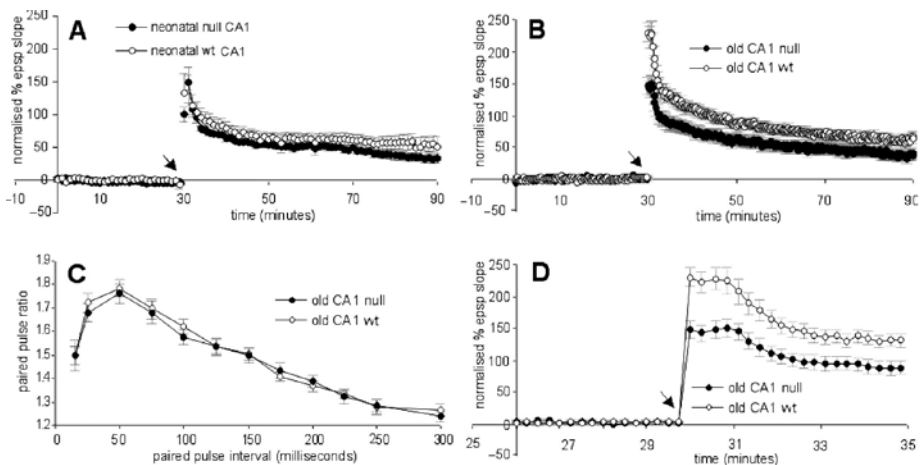 A
neonatal null CA1
neonatal wt CA1
normalised % epsp slope
250
200
150
100
50
0
−50
−10
10
30
50
70
90
time (minutes)
B
old CA1 null
old CA1 wt
normalised % epsp slope
250
200
150
100
50
0
−50
−10
10
30
50
70
90
time (minutes)
C
old CA1 null
old CA1 wt
paired pulse ratio
1.9
1.8
1.7
1.6
1.5
1.4
1.3
1.2
0
50
100
150
200
250
300
paired pulse interval (milliseconds)
D
old CA1 null
old CA1 wt
normalised % epsp slope
250
200
150
100
50
0
−50
25
27
29
31
33
35
time (minutes)